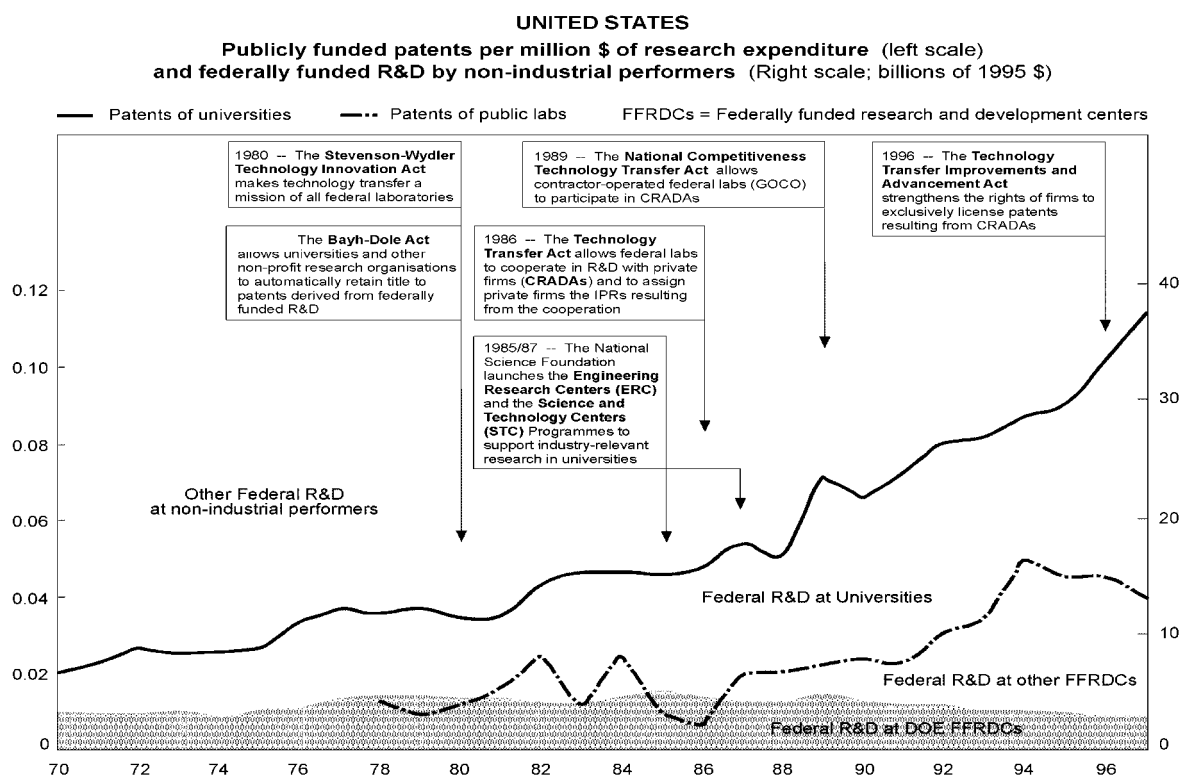 UNITED STATES
Publicly funded patents per million $ of research expenditure (left scale)
and federally funded R&D by non-industrial performers (Right scale; billions of 1995 $)
Patents of universities
Patents of public labs
FFRDCs = Federally funded research and development centers
1980 -- The Stevenson-Wydler
Technology Innovation Act
makes technology transfer a
mission of all federal laboratories
The Bayh-Dole Act
allows universities and other
non-profit research organisations
to automatically retain title to
patents derived from federally
funded R&D
1989 -- The National Competitiveness
Technology Transfer Act allows
contractor-operated federal labs (GOCO)
to participate in CRADAs
1986 -- The Technology
Transfer Act allows federal labs
to cooperate in R&D with private
firms (CRADAs) and to assign
private firms the IPRs resulting
from the cooperation
1985/87 -- The National
Science Foundation
launches the Engineering
Research Centers (ERC)
and the Science and
Technology Centers
(STC) Programmes to
support industry-relevant
research in universities
1996 -- The Technology
Transfer Improvements and
Advancement Act
strengthens the rights of firms to
exclusively license patents
resulting from CRADAs
0.12
0.10
0.08
0.06
0.04
0.02
0
40
30
20
10
0
Other Federal R&D
at non-industrial performers
Federal R&D at Universities
Federal R&D at other FFRDCs
Federal R&D at DOE FFRDCs
70 72 74 76 78 80 82 84 86 88 90 92 94 96